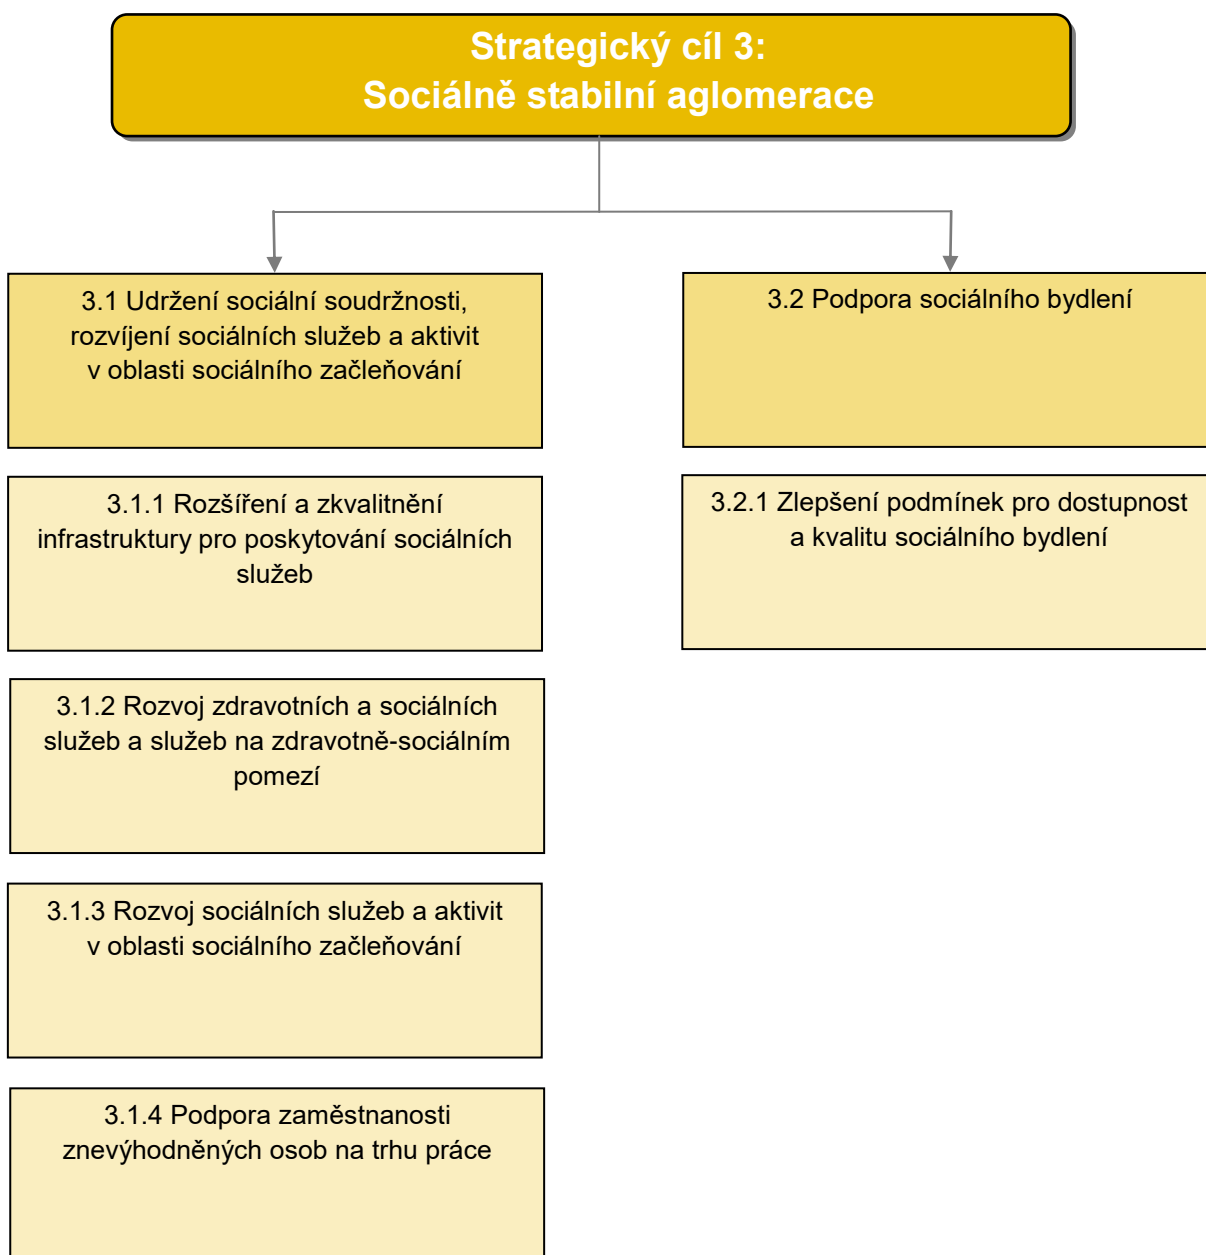 Strategický cíl 3:
Sociálně stabilní aglomerace
3.1 Udržení sociální soudržnosti,
rozvíjení sociálních služeb a aktivit
v oblasti sociálního začleňování
3.2 Podpora sociálního bydlení
3.1.1 Rozšíření a zkvalitnění
infrastruktury pro poskytování sociálních
služeb
3.2.1 Zlepšení podmínek pro dostupnost
a kvalitu sociálního bydlení
3.1.2 Rozvoj zdravotních a sociálních
služeb a služeb na zdravotně-sociálním
pomezí
3.1.3 Rozvoj sociálních služeb a aktivit
v oblasti sociálního začleňování
3.1.4 Podpora zaměstnanosti
znevýhodněných osob na trhu práce